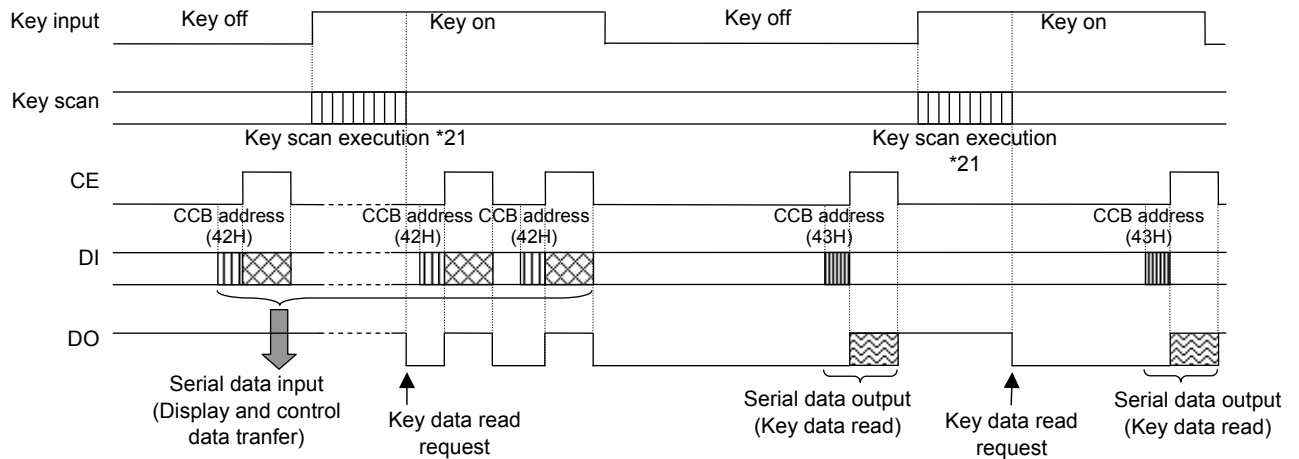 Key input
Key off
Key on
Key off
Key on
Key scan
Key scan execution *21
Key scan execution
*21
CE
CCB address
(42H)
CCB address
(42H)
CCB address
(42H)
CCB address
(43H)
CCB address
(43H)
DI
DO
Serial data input
(Display and control
data tranfer)
Key data read
request
Serial data output
(Key data read)
Key data read
request
Serial data output
(Key data read)